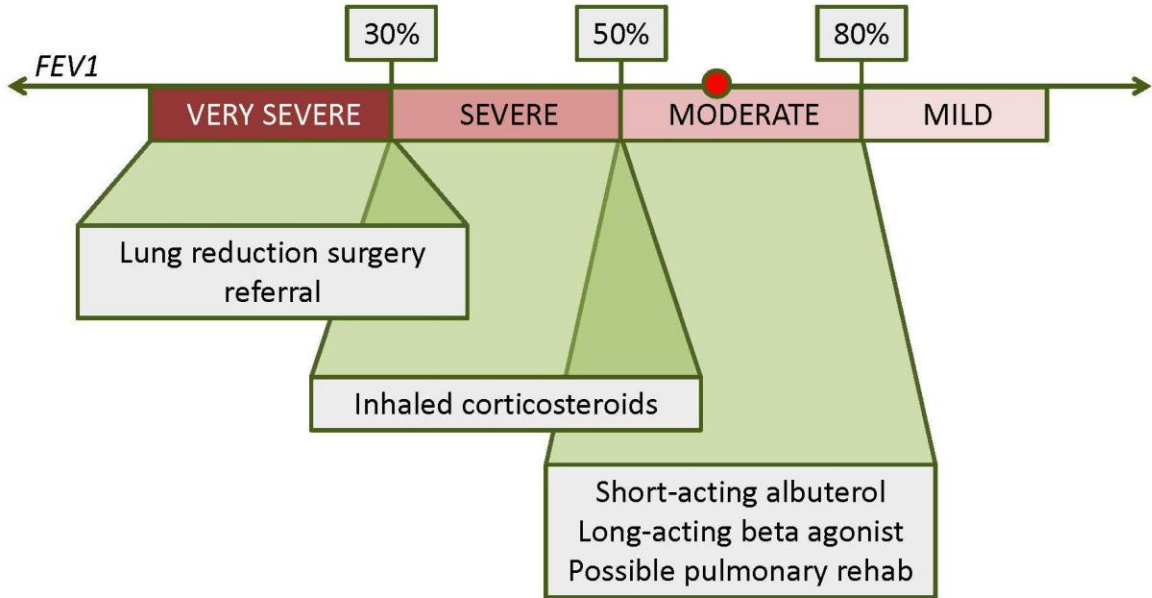 30%
50%
80%
FEV1
VERY SEVERE
SEVERE
MODERATE
MILD
Lung reduction surgery
referral
Inhaled corticosteroids
Short-acting albuterol
Long-acting beta agonist
Possible pulmonary rehab